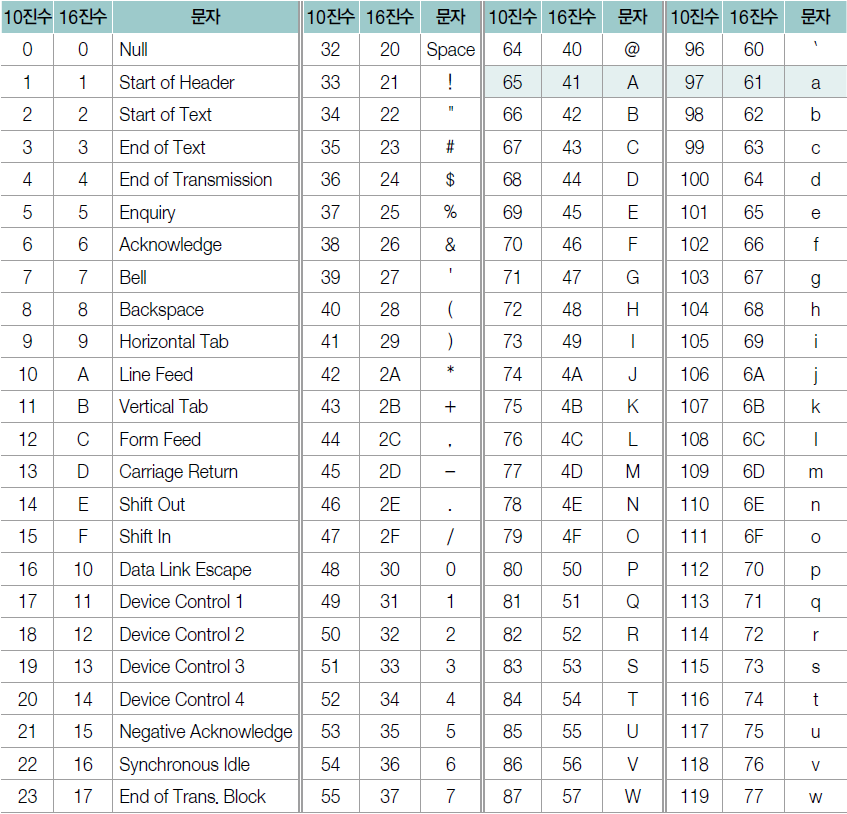 10진수 16진수 문자 10진수 16진수 문자 10진수 16진수 문자 10진수 16진수 문자
0 0 Null 32 20 Space 64 40 @ 96 60 `
1 1 Start of Header 33 21 ! 65 41 A 97 61 a
2 2 Start of Text 34 22 " 66 42 B 98 62 b
3 3 End of Text 35 23 # 67 43 C 99 63 c
4 4 End of Transmission 36 24 $ 68 44 D 100 64 d
5 5 Enquiry 37 25 % 69 45 E 101 65 e
6 6 Acknowledge 38 26 & 70 46 F 102 66 f
7 7 Bell 39 27 ' 71 47 G 103 67 g
8 8 Backspace 40 28 ( 72 48 H 104 68 h
9 9 Horizontal Tab 41 29 ) 73 49 I 105 69 i
10 A Line Feed 42 2A * 74 4A J 106 6A j
11 B Vertical Tab 43 2B + 75 4B K 107 6B k
12 C Form Feed 44 2C , 76 4C L 108 6C l
13 D Carriage Return 45 2D – 77 4D M 109 6D m
14 E Shift Out 46 2E . 78 4E N 110 6E n
15 F Shift In 47 2F / 79 4F O 111 6F o
16 10 Data Link Escape 48 30 0 80 50 P 112 70 p
17 11 Device Control 1 49 31 1 81 51 Q 113 71 q
18 12 Device Control 2 50 32 2 82 52 R 114 72 r
19 13 Device Control 3 51 33 3 83 53 S 115 73 s
20 14 Device Control 4 52 34 4 84 54 T 116 74 t
21 15 Negative Acknowledge 53 35 5 85 55 U 117 75 u
22 16 Synchronous Idle 54 36 6 86 56 V 118 76 v
23 17 End of Trans. Block 55 37 7 87 57 W 119 77 w